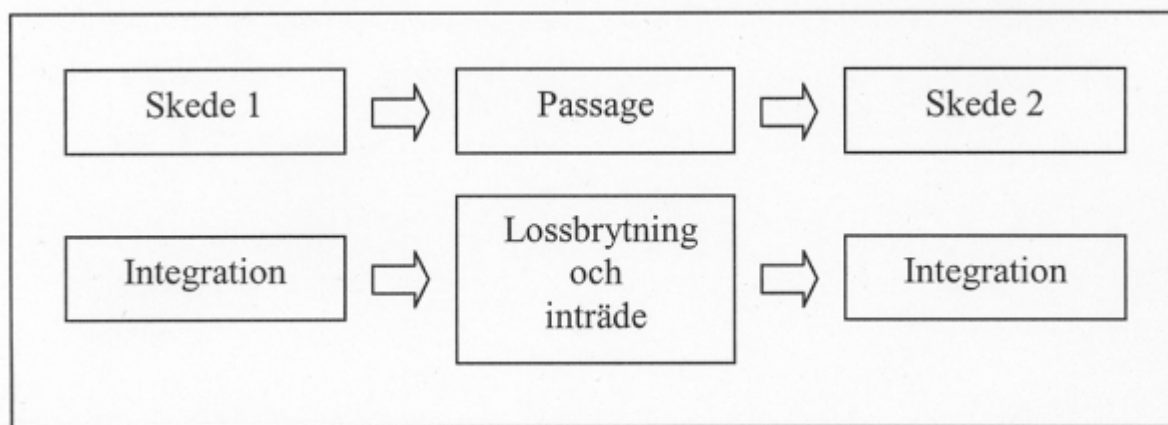 Skede 1
Passage
Skede 2
Integration
Lossbrytning
och
inträde
Integration